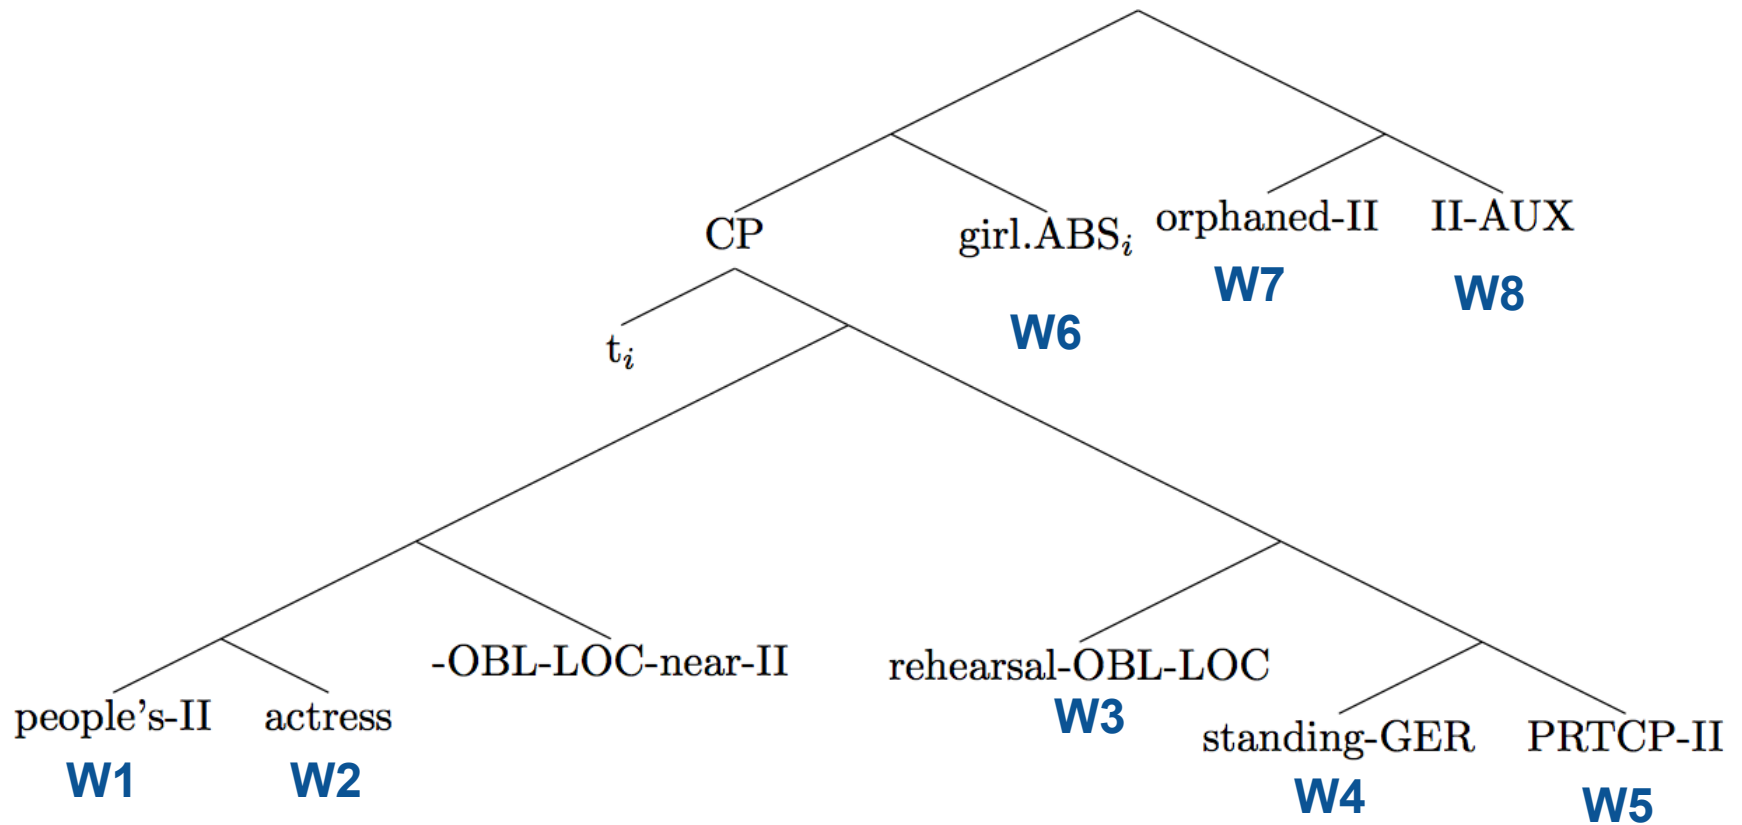 CP
girl.ABSi
orphaned-II
II-AUX
W7
W8
W6
ti
-OBL-LOC-near-II
rehearsal-OBL-LOC
people's-II
actress
W3
standing-GER
PRTCP-II
W1
W2
W4
W5